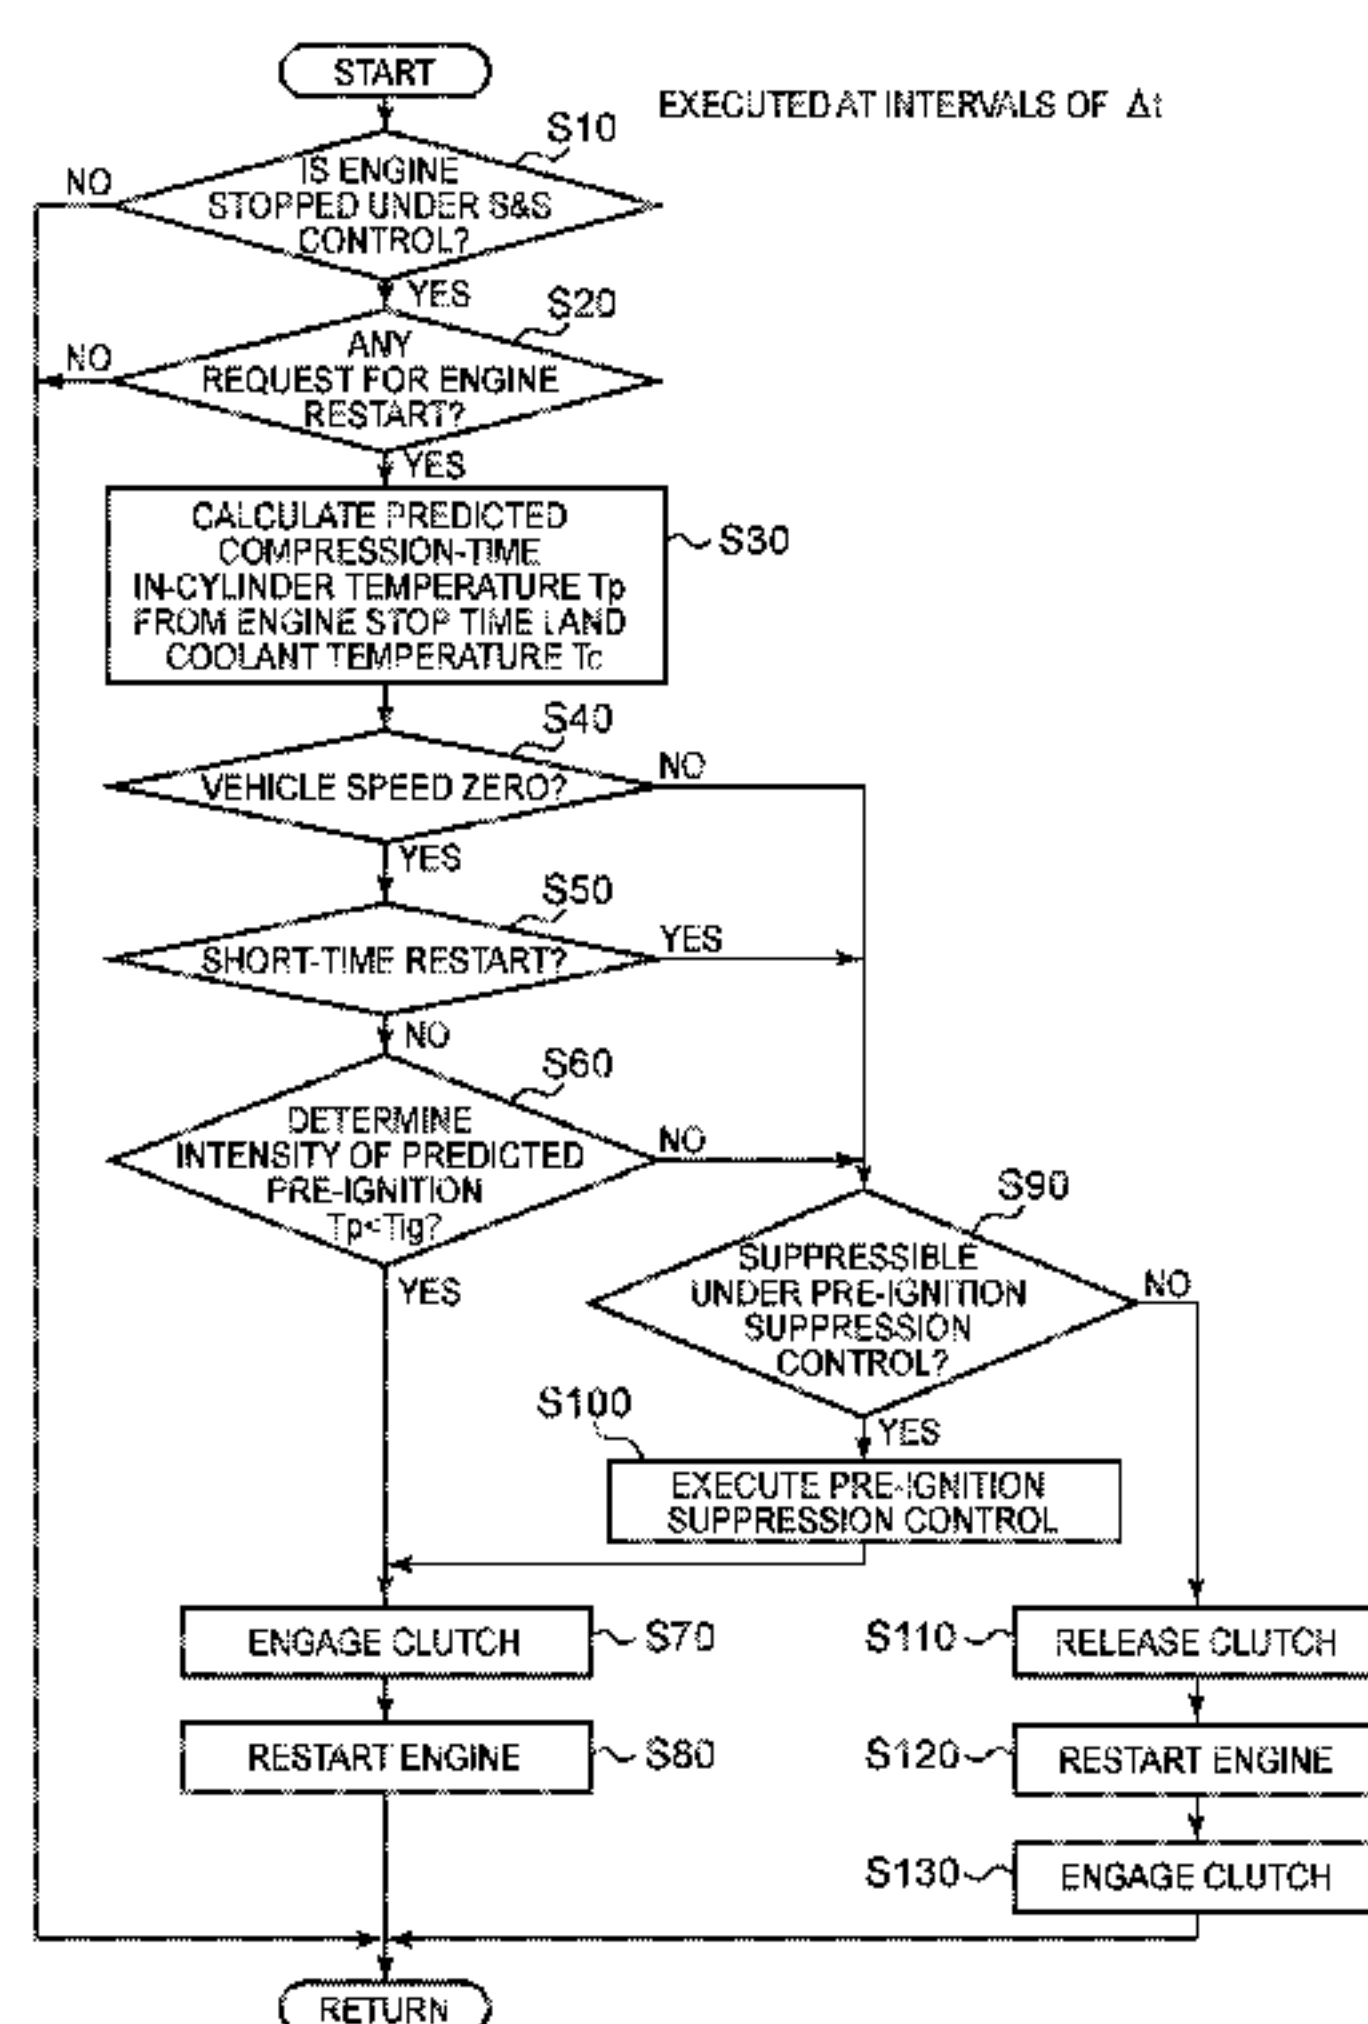 START
EXECUTED AT INTERVALS OF Δt
S10
IS ENGINE
STOPPED UNDER S&S
CONTROL?
NO
YES
S20
ANY
REQUEST FOR ENGINE
RESTART?
NO
YES
CALCULATE PREDICTED
COMPRESSION-TIME
IN-CYLINDER TEMPERATURE Tp
FROM ENGINE STOP TIME t AND
COOLANT TEMPERATURE Tc
S30
S40
VEHICLE SPEED ZERO?
NO
YES
S50
SHORT-TIME RESTART?
YES
NO
S60
DETERMINE
INTENSITY OF PREDICTED
PRE-IGNITION
Tp<Tig?
NO
YES
S90
SUPPRESSIBLE
UNDER PRE-IGNITION
SUPPRESSION
CONTROL?
NO
YES
S100
EXECUTE PRE-IGNITION
SUPPRESSION CONTROL
ENGAGE CLUTCH
S70
S110
RELEASE CLUTCH
RESTART ENGINE
S80
S120
RESTART ENGINE
S130
ENGAGE CLUTCH
RETURN